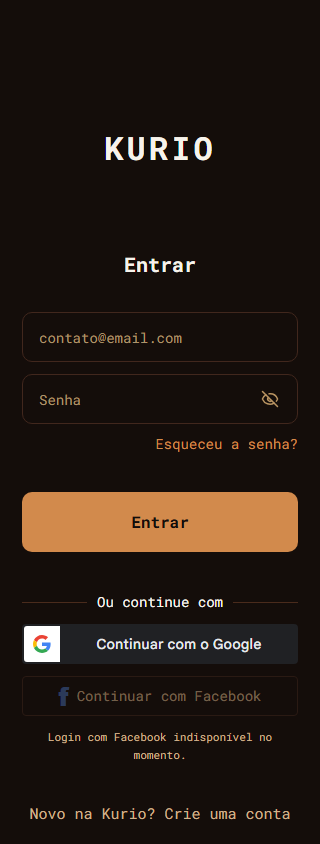 KURIO
Entrar
contato@email.com
Senha
Esqueceu a senha?
Entrar
Ou continue com
Continuar com o Google
Continuar com Facebook
Login com Facebook indisponível no
momento.
Novo na Kurio? Crie uma conta